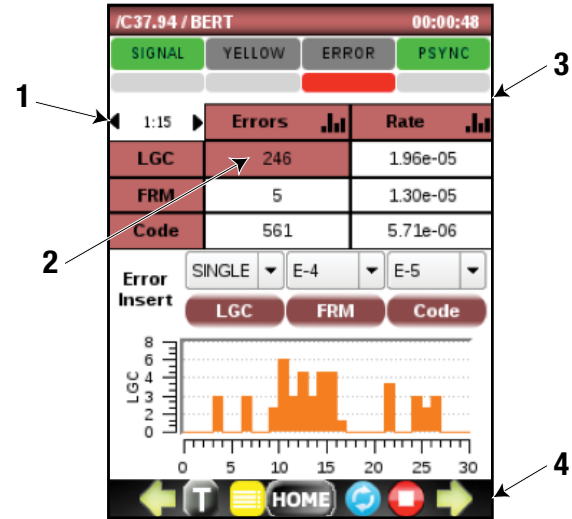 /C37.94 / BERT 00:00:48
SIGNAL YELLOW ERROR PSYNC
3
1
1:15 Errors Rate
LGC 246 1.96e-05
FRM 5 1.30e-05
Code 561 5.71e-06
2
Error Insert SINGLE E-4 E-5
LGC FRM Code
LGC
8
6
4
3
2
0
0 5 10 15 20 25 30
4
T HOME